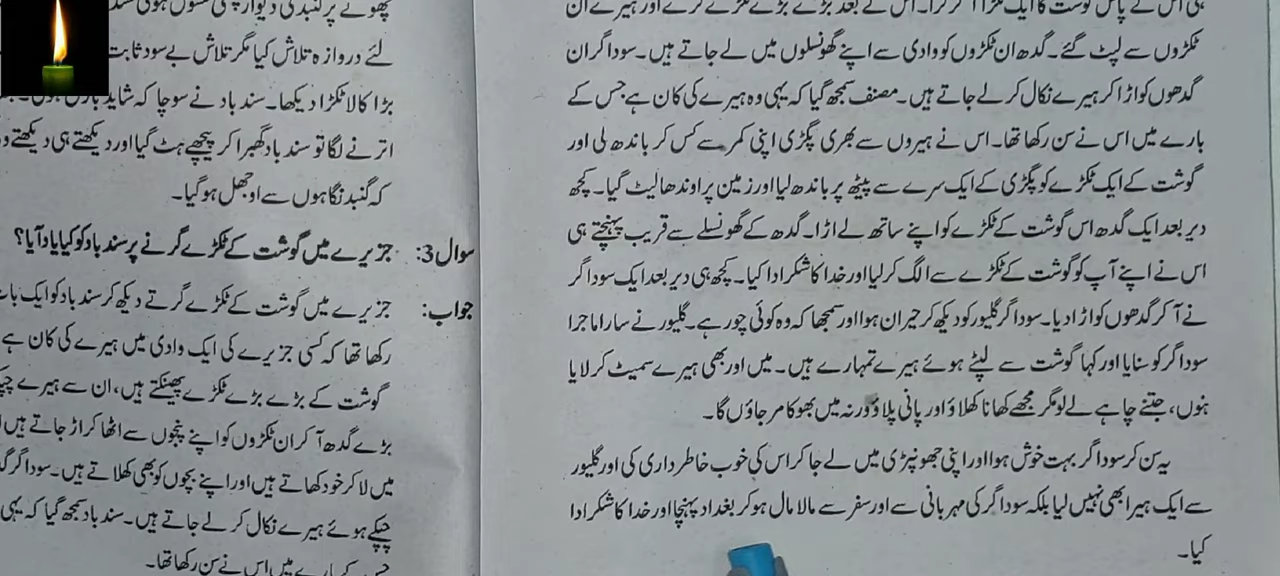 ہی اس کے پاس گوشت کا ایک ٹکڑا آ کر گرا۔ اس کے بعد بڑے بڑے ٹکڑے گرے اور ہیرے ان
ٹکڑوں سے لپٹ گئے۔ گدھ ان ٹکڑوں کو وادی سے اپنے گھونسلوں میں لے جاتے ہیں۔ سوداگر ان
گدھوں کو اڑا کر ہیرے نکال کر لے جاتے ہیں۔ مصنف سمجھ گیا کہ یہی وہ ہیرے کی کان ہے جس کے
بارے میں اس نے سن رکھا تھا۔ اس نے ہیروں سے بھری پگڑی اپنی کمر سے کس کر باندھ لی اور
گوشت کے ایک ٹکڑے کو پگڑی کے ایک سرے سے پیٹھ پر باندھ لیا اور زمین پر اوندھا لیٹ گیا۔ کچھ
دیر بعد ایک گدھ اس گوشت کے ٹکڑے کو اپنے ساتھ لے اڑا۔ گدھ کے گھونسلے سے قریب پہنچتے ہی
اس نے اپنے آپ کو گوشت کے ٹکڑے سے الگ کر لیا اور خدا کا شکر ادا کیا۔ کچھ ہی دیر بعد ایک سوداگر
نے آ کر گدھوں کو اڑا دیا۔ سوداگر گلیور کو دیکھ کر حیران ہوا اور سمجھا کہ وہ کوئی چور ہے۔ گلیور نے سارا ماجرا
سوداگر کو سنایا اور کہا گوشت سے لپٹے ہوئے ہیرے تمہارے ہیں۔ میں اور بھی ہیرے سمیٹ کر لایا
ہوں، جتنے چاہے لے لو مگر مجھے کھانا کھلاؤ اور پانی پلاؤ ورنہ میں بھوکا مر جاؤں گا۔
یہ سن کر سوداگر بہت خوش ہوا اور اپنی جھونپڑی میں لے جا کر اس کی خوب خاطر داری کی اور گلیور
سے ایک ہیرا بھی نہیں لیا بلکہ سوداگر کی مہربانی سے اور سفر سے مالا مال ہو کر بغداد پہنچا اور خدا کا شکر ادا
کیا۔
چھوٹے پر گنبد کی دیوار
لئے دروازہ تلاش کیا مگر تلاش بے سود ثابت
بڑا کالا ٹکڑا دیکھا۔ سند باد نے سوچا کہ شاید
اترنے لگا تو سند باد گھبرا کر پیچھے ہٹ گیا اور دیکھتے ہی دیکھتے
کہ گنبد نگاہوں سے اوجھل ہو گیا۔
سوال 3: جزیرے میں گوشت کے ٹکڑے گرنے پر سند باد کو کیا یاد آیا؟
جواب: جزیرے میں گوشت کے ٹکڑے گرتے دیکھ کر سند باد کو ایک
رکھا تھا کہ کسی جزیرے کی ایک وادی میں ہیرے کی کان ہے
گوشت کے بڑے بڑے ٹکڑے پھینکتے ہیں، ان سے ہیرے
بڑے گدھ آ کر ان ٹکڑوں کو اپنے پنجوں سے اٹھا کر اڑ جاتے ہیں
میں لا کر خود کھاتے ہیں اور اپنے بچوں کو بھی کھلاتے ہیں۔ سوداگر
چپکے ہوئے ہیرے نکال کر لے جاتے ہیں۔ سند باد سمجھ گیا کہ یہی
بارے میں اس نے سن رکھا تھا۔